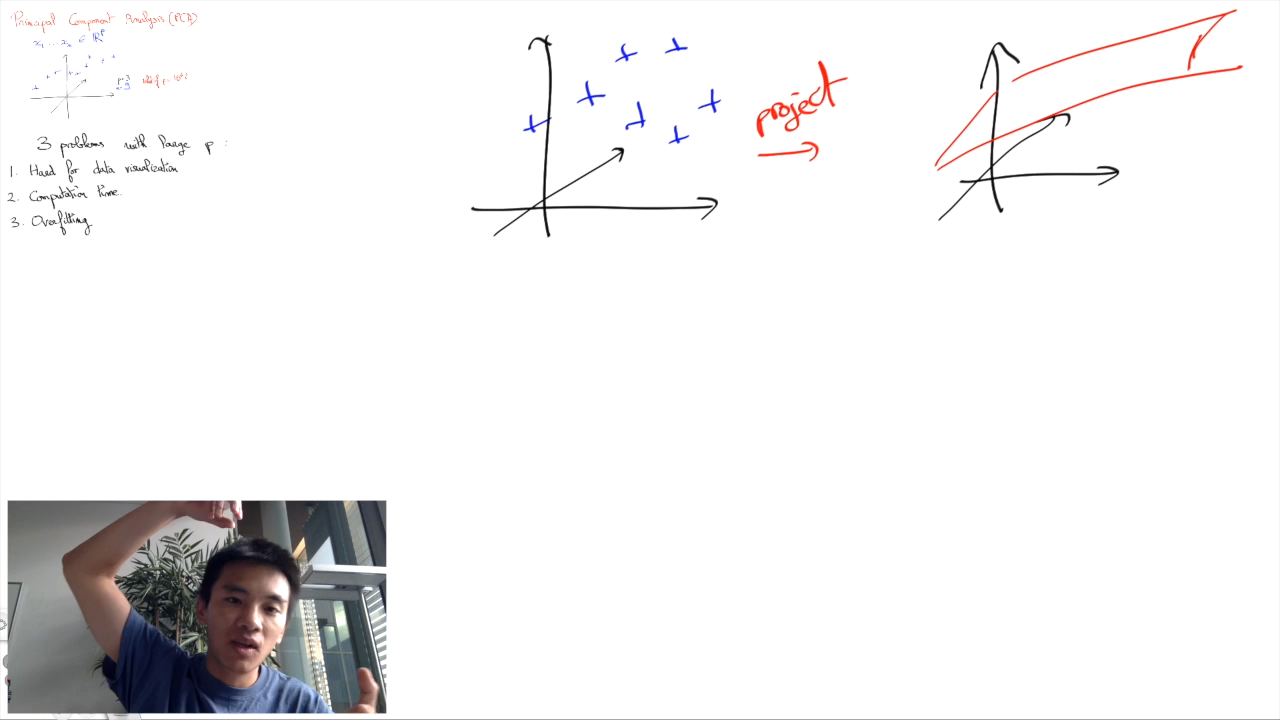 Principal Component Analysis (PCA)
x₁ ... xₙ ∈ ℝᵖ
p=3
3 problems with large p :
1. Hard for data visualization
2. Computation time
3. Overfitting
project